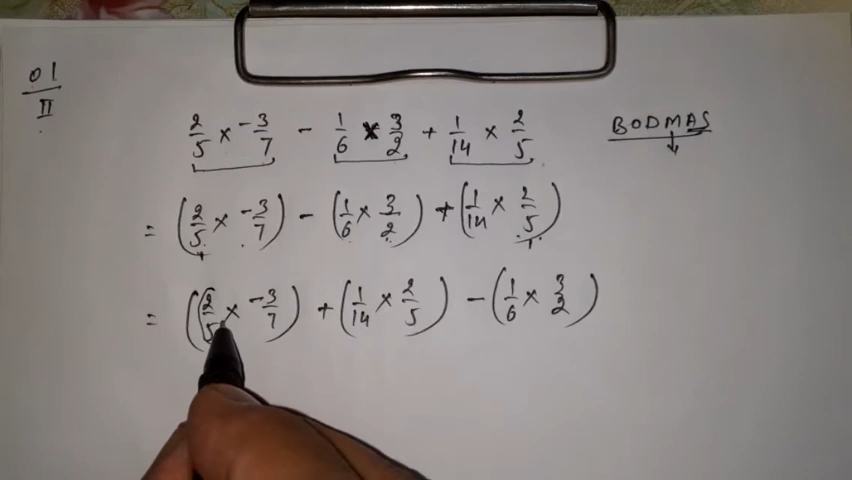 01/II
2/5 × -3/7 - 1/6 × 3/2 + 1/14 × 2/5
BODMAS
= (2/5 × -3/7) - (1/6 × 3/2) + (1/14 × 2/5)
= (2/5 × -3/7) + (1/14 × 2/5) - (1/6 × 3/2)